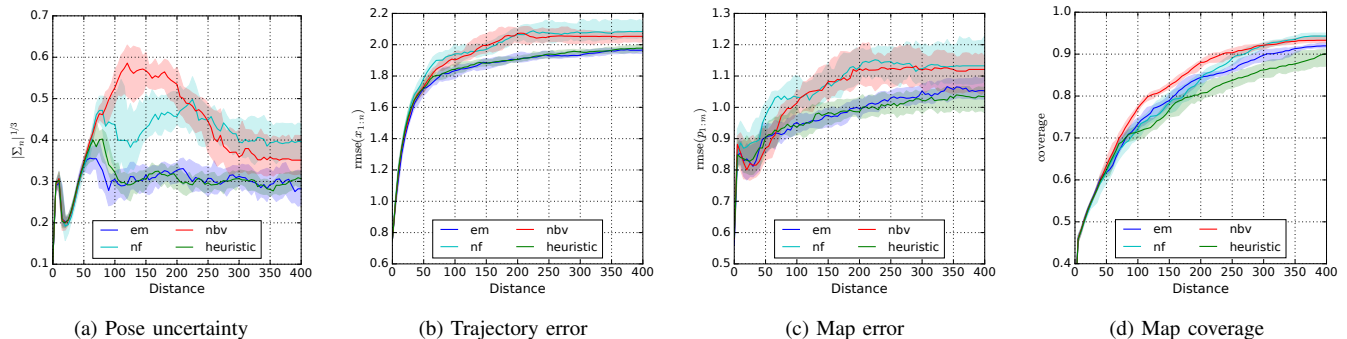 |Σn|^1/3
0.7
0.6
0.5
0.4
0.3
0.2
0.1
0 50 100 150 200 250 300 350 400
Distance
em nbv
nf heuristic
(a) Pose uncertainty
rmse(x1:n)
2.2
2.0
1.8
1.6
1.4
1.2
1.0
0.8
0.6
0 50 100 150 200 250 300 350 400
Distance
em nbv
nf heuristic
(b) Trajectory error
rmse(p1:m)
1.3
1.2
1.1
1.0
0.9
0.8
0.7
0.6
0.5
0 50 100 150 200 250 300 350 400
Distance
em nbv
nf heuristic
(c) Map error
coverage
1.0
0.9
0.8
0.7
0.6
0.5
0.4
0 50 100 150 200 250 300 350 400
Distance
em nbv
nf heuristic
(d) Map coverage